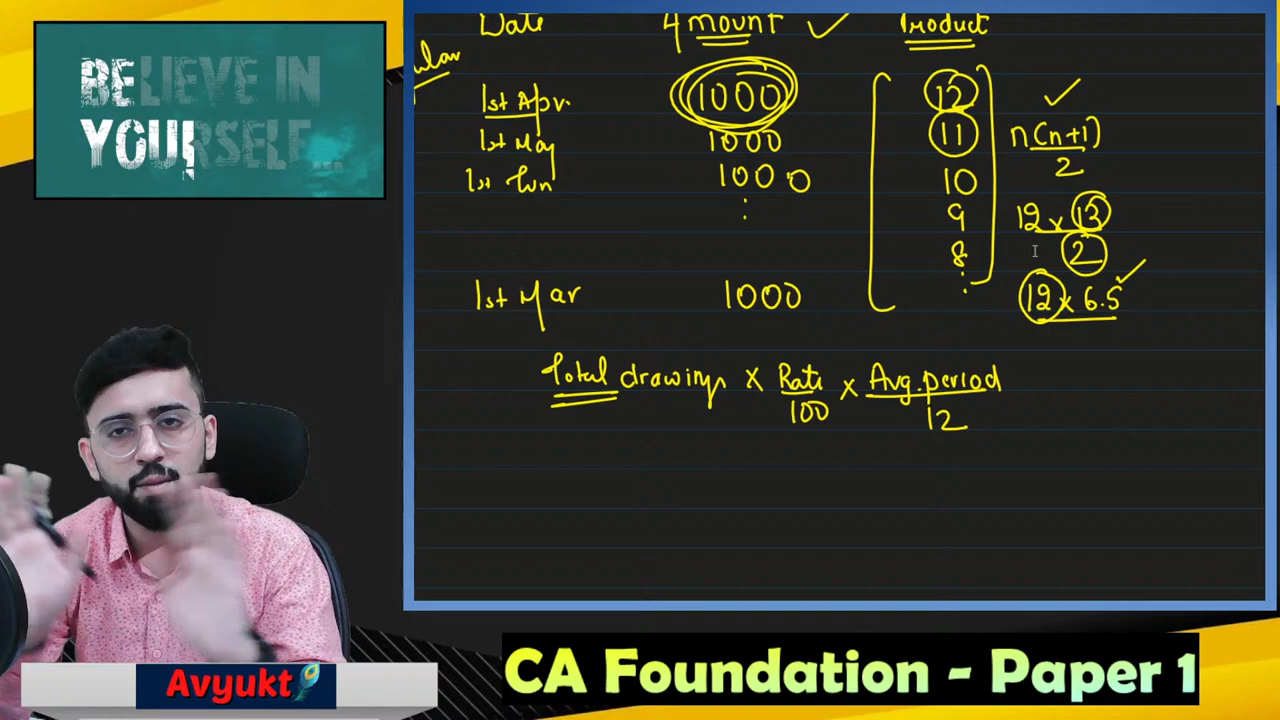 BELIEVE IN
YOURSELF...
Date Amount ✓ Product
ular
1st Apr. 1000 12 ✓
1st May 1000 11 n(n+1)
2
1st Jun 1000 10
9 12 × 13
: 8 2
1st Mar 1000 : 12 × 6.5 ✓
Total drawings × Rate × Avg. period
100 12
Avyukt
CA Foundation - Paper 1